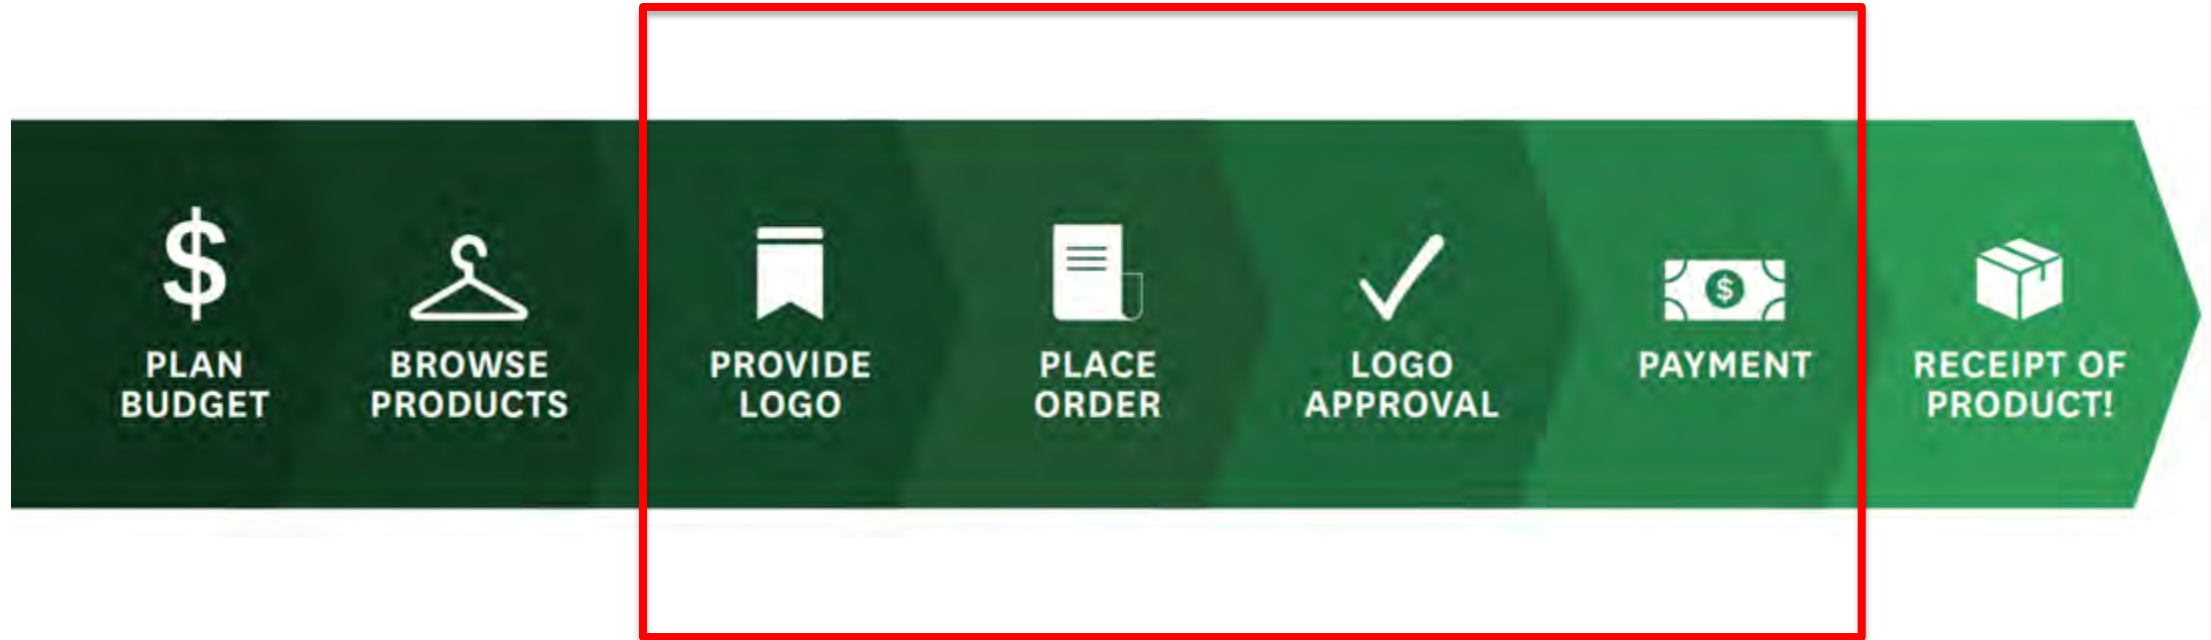 $
PLAN
BUDGET
BROWSE
PRODUCTS
PROVIDE
LOGO
PLACE
ORDER
LOGO
APPROVAL
$
PAYMENT
RECEIPT OF
PRODUCT!